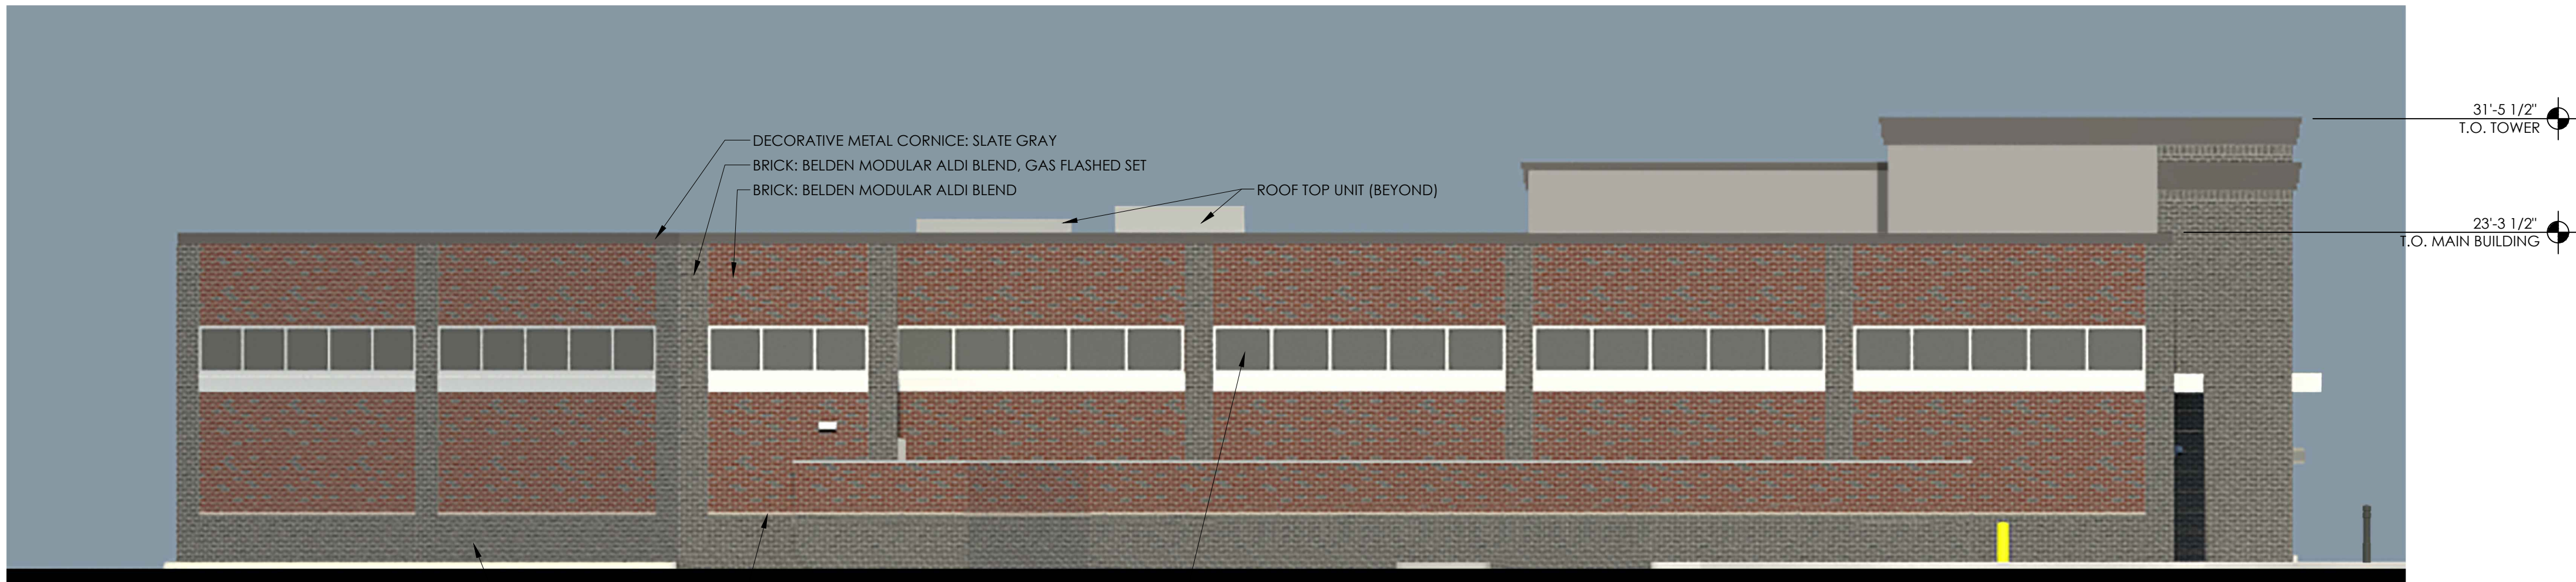 DECORATIVE METAL CORNICE: SLATE GRAY
BRICK: BELDEN MODULAR ALDI BLEND, GAS FLASHED SET
BRICK: BELDEN MODULAR ALDI BLEND
ROOF TOP UNIT (BEYOND)
31'-5 1/2"
T.O. TOWER
23'-3 1/2"
T.O. MAIN BUILDING